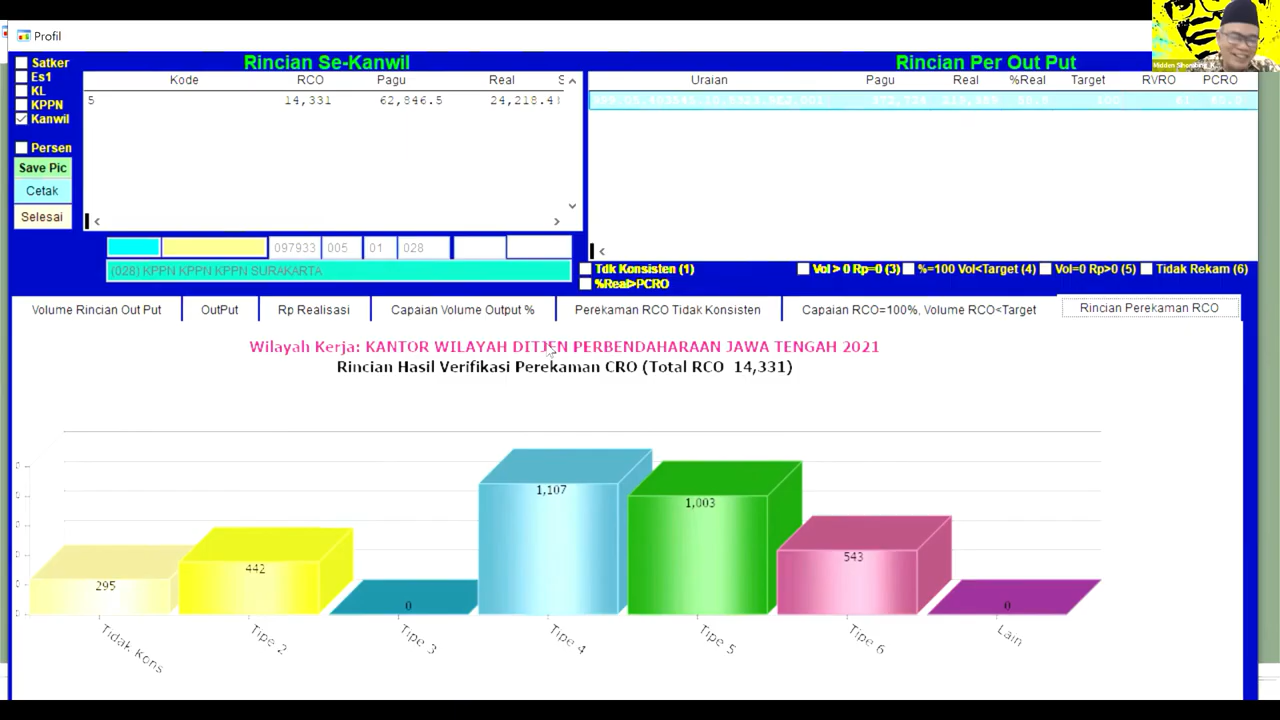 Profil
Satker
Es1
KL
KPPN
Kanwil
Persen
Save Pic
Cetak
Selesai
Rincian Se-Kanwil
Kode RCO Pagu Real S
5 14,331 62,846.5 24,218.4
097933 005 01 028
(028) KPPN KPPN KPPN SURAKARTA
Rincian Per Out Put
Uraian Pagu Real %Real Target RVRO PCRO
Tdk Konsisten (1) Vol > 0 Rp=0 (3) %=100 Vol<Target (4) Vol=0 Rp>0 (5) Tidak Rekam (6)
%Real>PCRO
Volume Rincian Out Put OutPut Rp Realisasi Capaian Volume Output % Perekaman RCO Tidak Konsisten Capaian RCO=100%, Volume RCO<Target Rincian Perekaman RCO
Wilayah Kerja: KANTOR WILAYAH DITJEN PERBENDAHARAAN JAWA TENGAH 2021
Rincian Hasil Verifikasi Perekaman CRO (Total RCO 14,331)
295 442 0 1,107 1,003 543 0
Tidak Kons Tipe 2 Tipe 3 Tipe 4 Tipe 5 Tipe 6 Lain